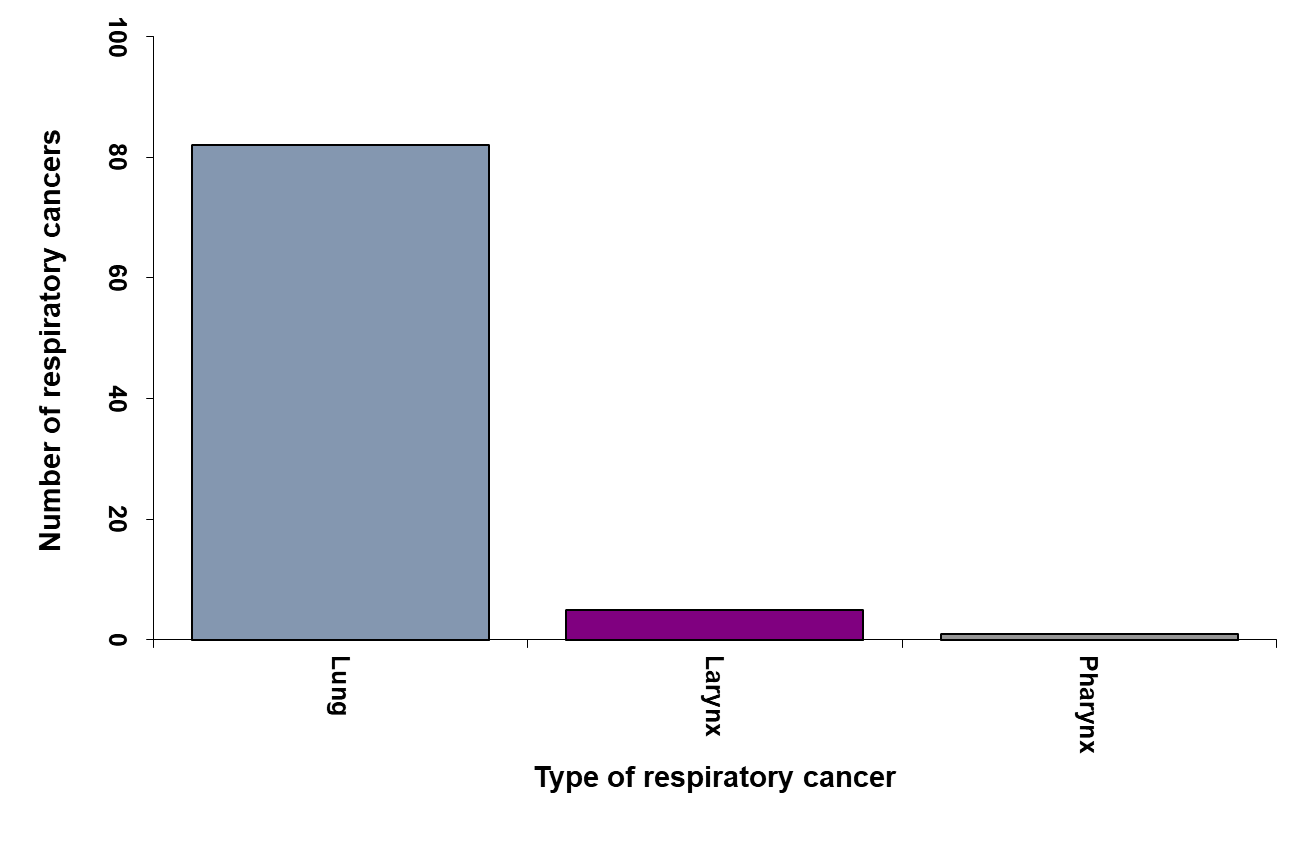 Number of respiratory cancers
100
80
60
40
20
0
Lung
Larynx
Pharynx
Type of respiratory cancer